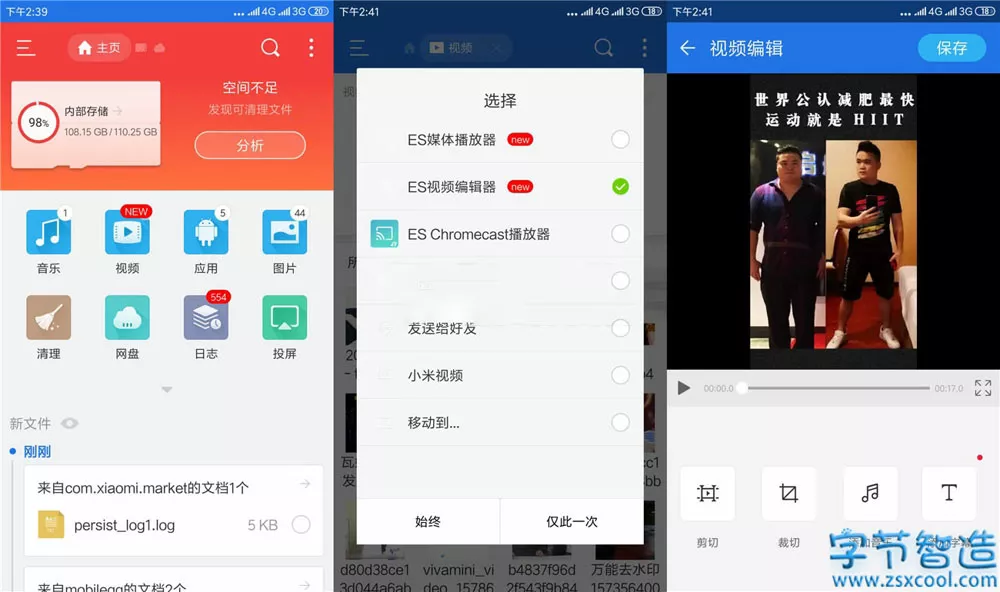 下午2:39
4G 3G 20
主页
内部存储
98%
108.15 GB / 110.25 GB
空间不足
发现可清理文件
分析
1
NEW
5
44
音乐
视频
应用
图片
554
清理
网盘
日志
投屏
新文件
刚刚
来自com.xiaomi.market的文档1个
persist_log1.log
5 KB
来自mobileqq的文档2个
下午2:41
4G 3G 18
视频
选择
ES媒体播放器 new
ES视频编辑器 new
ES Chromecast播放器
发送给好友
小米视频
移动到...
始终
仅此一次
d80d38ce1 vivamini_vi b4837f96d 万能去水印
3d044a6ab deo_15786 2f543f9b84 157356400
下午2:41
4G 3G 18
视频编辑
保存
世界公认减肥最快
运动就是 HIIT
00:00.0
00:17.0
剪切
裁切
字节智造
www.zsxcool.com